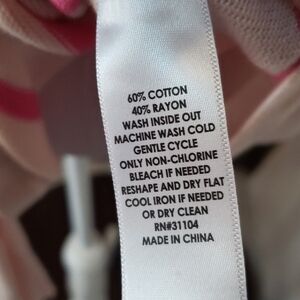 60% COTTON
40% RAYON
WASH INSIDE OUT
MACHINE WASH COLD
GENTLE CYCLE
ONLY NON-CHLORINE
BLEACH IF NEEDED
RESHAPE AND DRY FLAT
COOL IRON IF NEEDED
OR DRY CLEAN
RN#31104
MADE IN CHINA